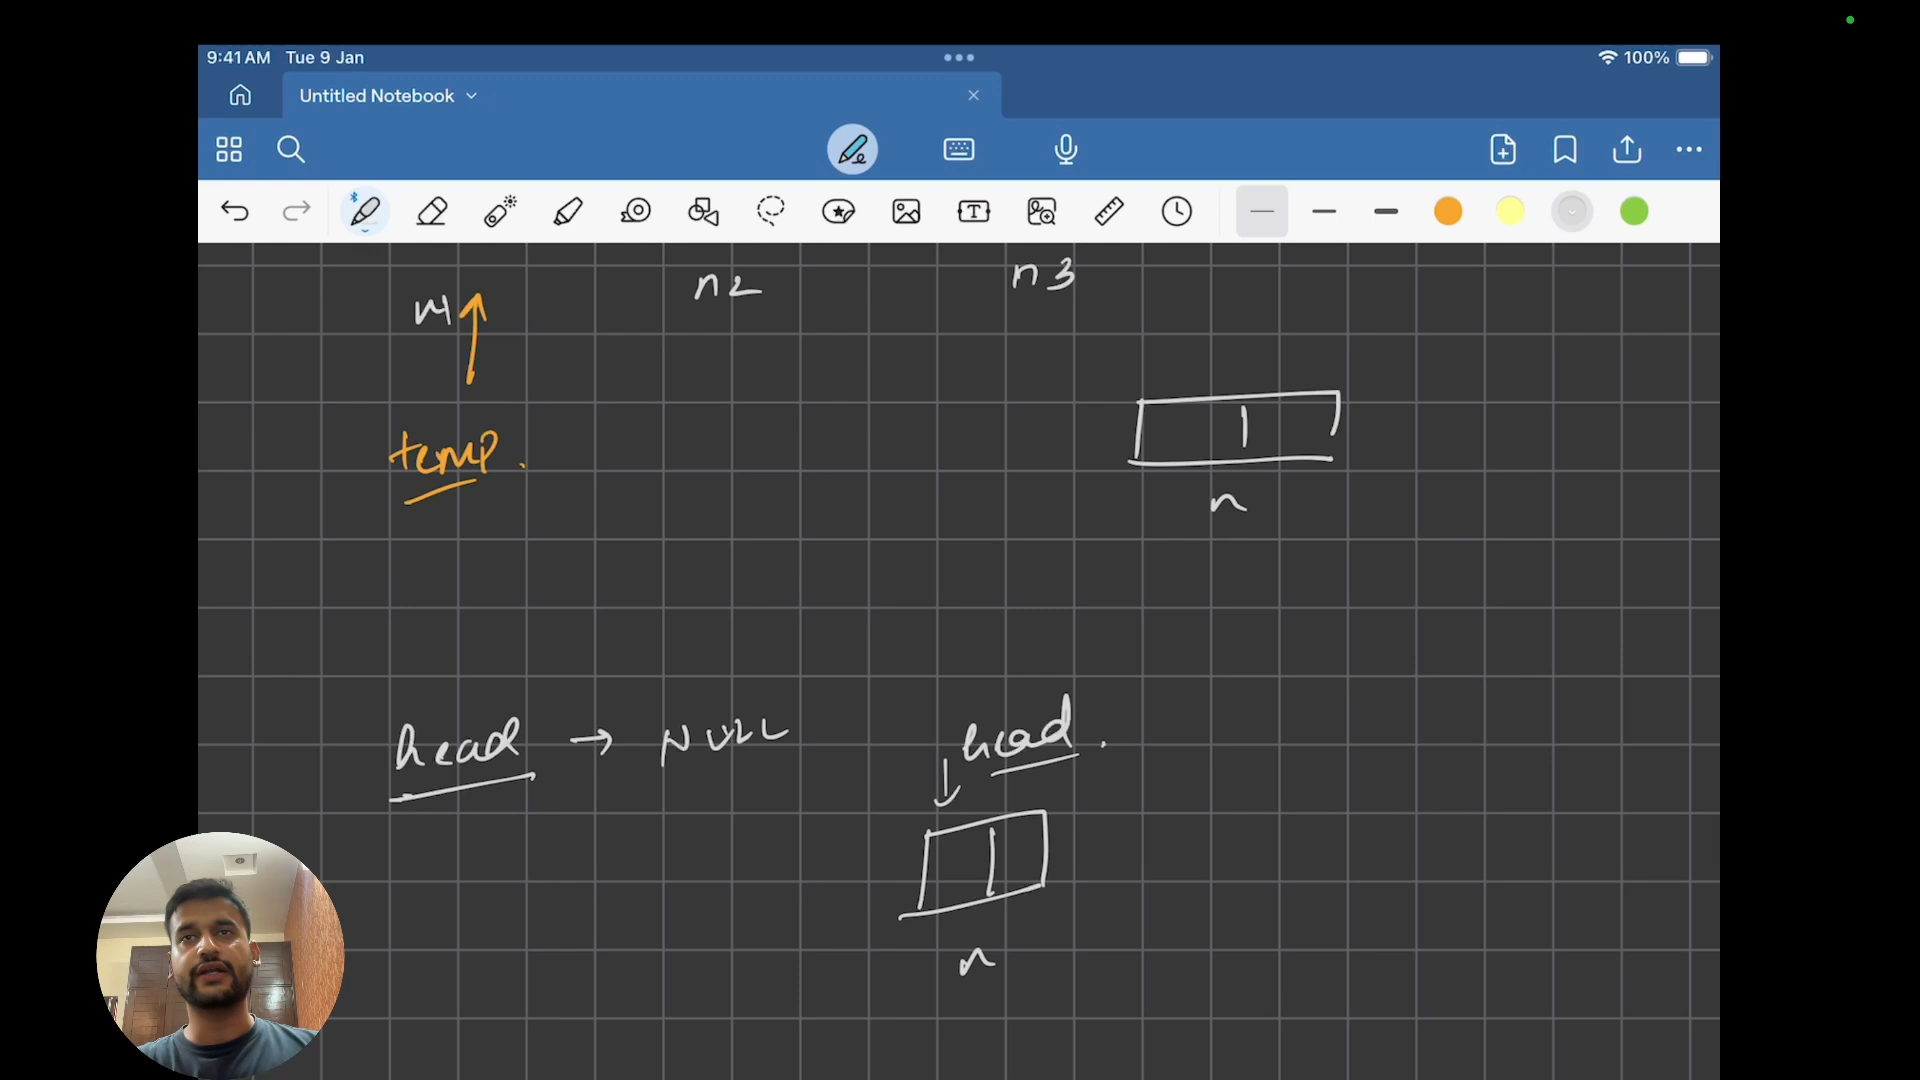 9:41 AM Tue 9 Jan
100%
Untitled Notebook
n1 n2 n3
temp.
n
head → NULL
head.
n